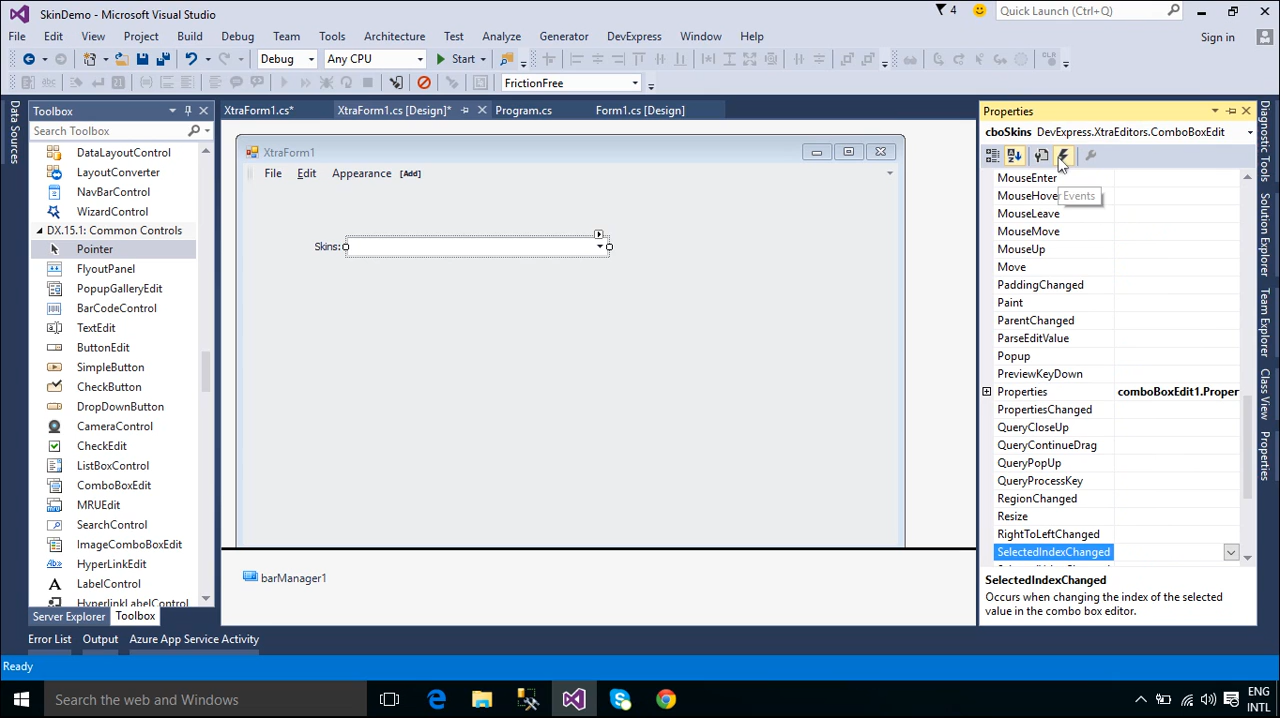 SkinDemo - Microsoft Visual Studio
4
Quick Launch (Ctrl+Q)
File Edit View Project Build Debug Team Tools Architecture Test Analyze Generator DevExpress Window Help
Sign in
Debug Any CPU Start
FrictionFree
Data Sources
Toolbox
Search Toolbox
DataLayoutControl
LayoutConverter
NavBarControl
WizardControl
DX.15.1: Common Controls
Pointer
FlyoutPanel
PopupGalleryEdit
BarCodeControl
TextEdit
ButtonEdit
SimpleButton
CheckButton
DropDownButton
CameraControl
CheckEdit
ListBoxControl
ComboBoxEdit
MRUEdit
SearchControl
ImageComboBoxEdit
HyperLinkEdit
LabelControl
HyperlinkLabelControl
Server Explorer Toolbox
XtraForm1.cs* XtraForm1.cs [Design]* Program.cs Form1.cs [Design]
XtraForm1
File Edit Appearance [Add]
Skins:
barManager1
Properties
cboSkins DevExpress.XtraEditors.ComboBoxEdit
MouseEnter
MouseHove
Events
MouseLeave
MouseMove
MouseUp
Move
PaddingChanged
Paint
ParentChanged
ParseEditValue
Popup
PreviewKeyDown
Properties comboBoxEdit1.Proper
PropertiesChanged
QueryCloseUp
QueryContinueDrag
QueryPopUp
QueryProcessKey
RegionChanged
Resize
RightToLeftChanged
SelectedIndexChanged
SelectedIndexChanged
Occurs when changing the index of the selected
value in the combo box editor.
Diagnostic Tools
Solution Explorer
Team Explorer
Class View
Properties
Error List Output Azure App Service Activity
Ready
Search the web and Windows
ENG
INTL